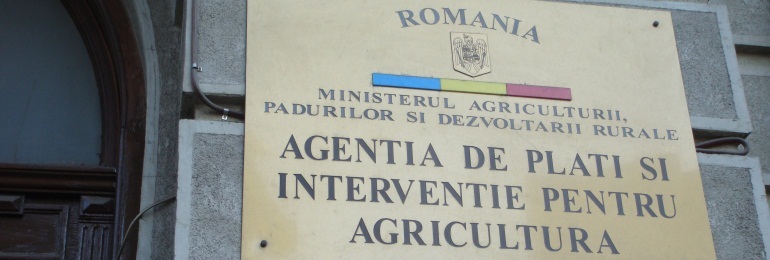 ROMANIA
MINISTERUL AGRICULTURII,
PADURILOR SI DEZVOLTARII RURALE
AGENTIA DE PLATI SI
INTERVENTIE PENTRU
AGRICULTURA